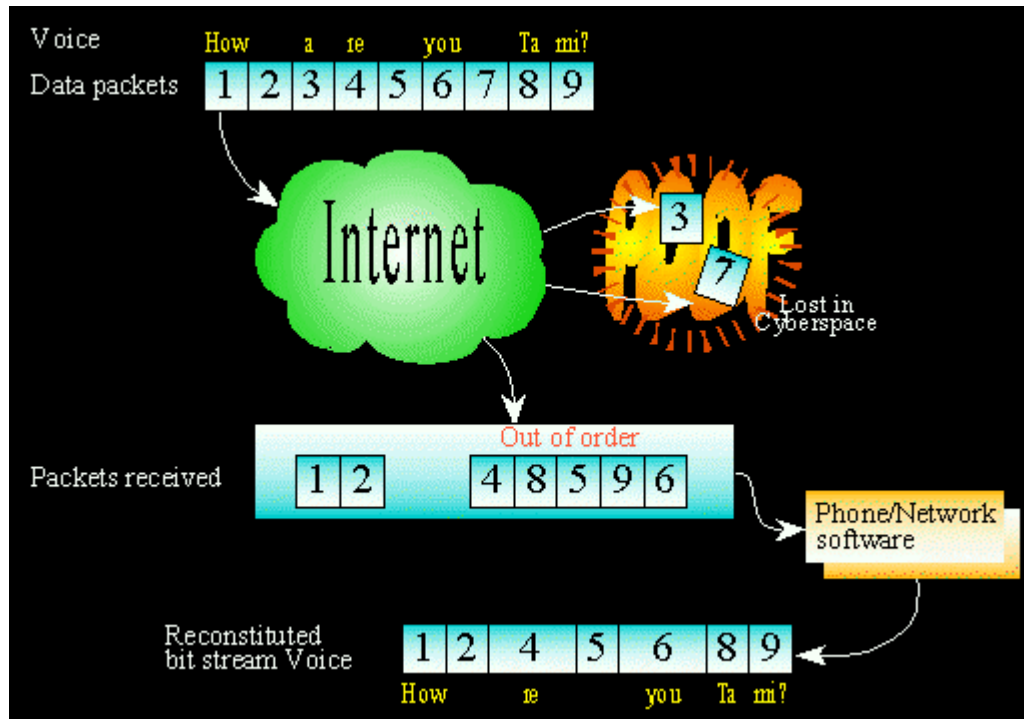 Voice How a re you Ta mi?
Data packets 1 2 3 4 5 6 7 8 9
Internet
3
7
Lost in
Cyberspace
Out of order
Packets received 1 2 4 8 5 9 6
Phone/Network
software
Reconstituted
bit stream Voice 1 2 4 5 6 8 9
How re you Ta mi?